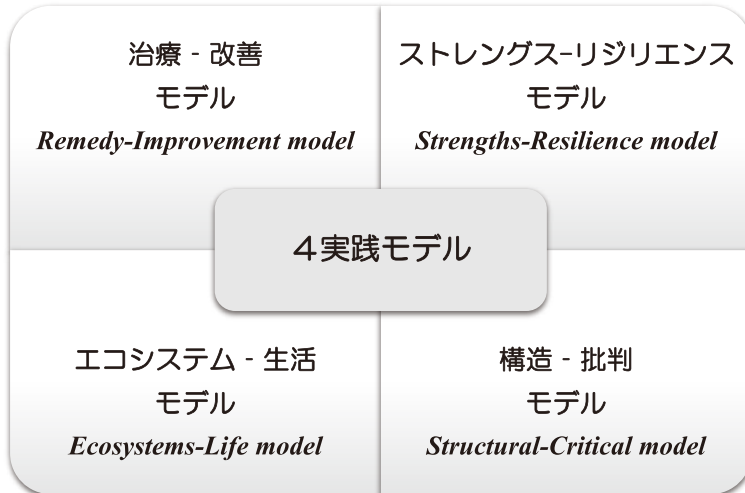 治療 - 改善
モデル
Remedy-Improvement model
ストレングス-リジリエンス
モデル
Strengths-Resilience model
４実践モデル
エコシステム - 生活
モデル
Ecosystems-Life model
構造 - 批判
モデル
Structural-Critical model